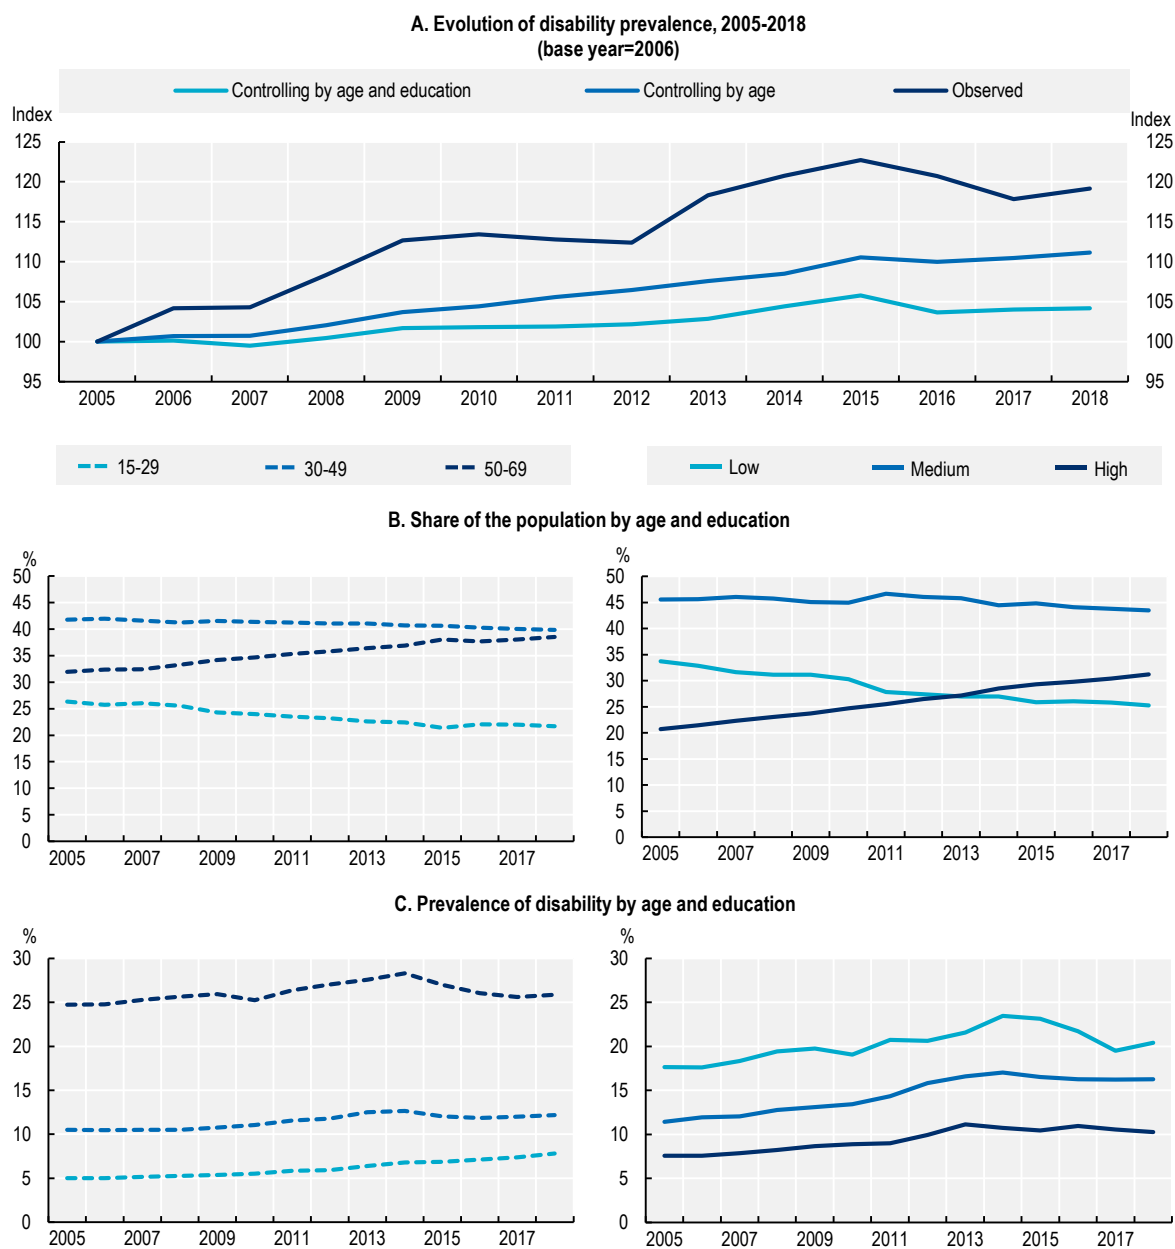 A. Evolution of disability prevalence, 2005-2018
(base year=2006)
Controlling by age and education Controlling by age Observed
Index Index
125 125
120 120
115 115
110 110
105 105
100 100
95 95
2005 2006 2007 2008 2009 2010 2011 2012 2013 2014 2015 2016 2017 2018
15-29 30-49 50-69 Low Medium High
B. Share of the population by age and education
% %
50 50
45 45
40 40
35 35
30 30
25 25
20 20
15 15
10 10
5 5
0 0
2005 2007 2009 2011 2013 2015 2017 2005 2007 2009 2011 2013 2015 2017
C. Prevalence of disability by age and education
% %
30 30
25 25
20 20
15 15
10 10
5 5
0 0
2005 2007 2009 2011 2013 2015 2017 2005 2007 2009 2011 2013 2015 2017